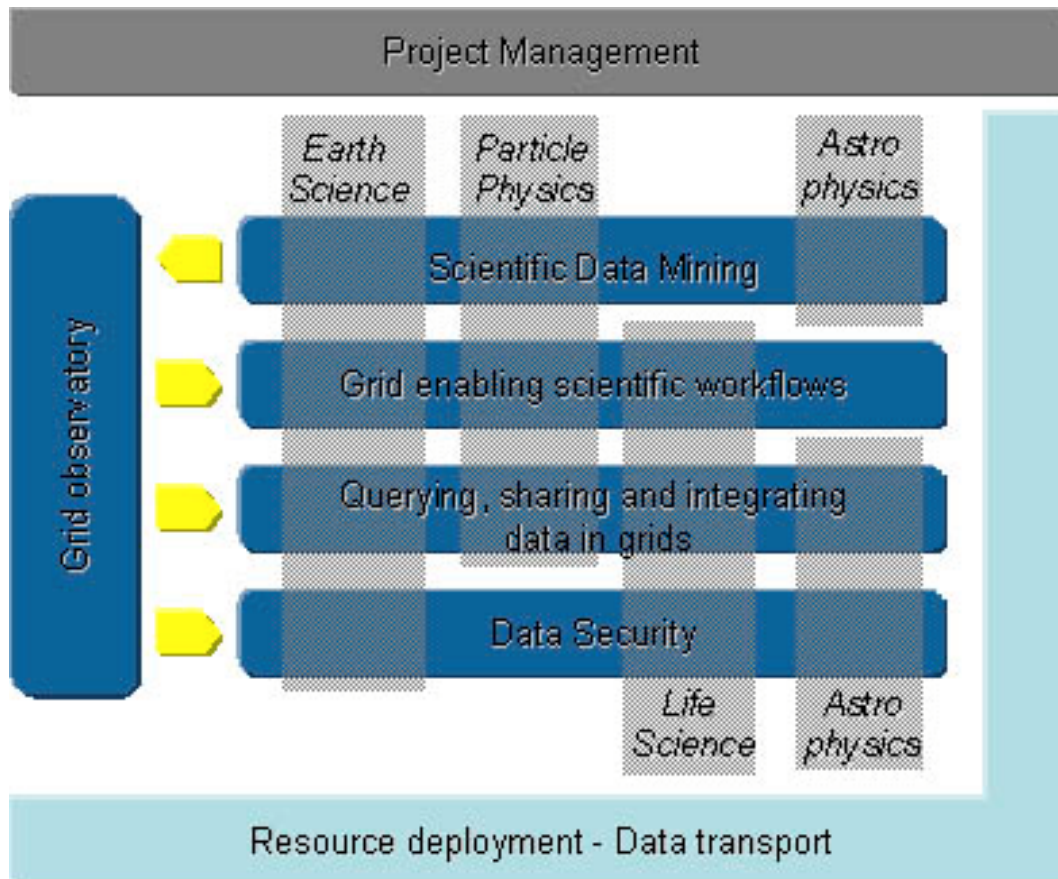 Project Management
Earth
Science
Particle
Physics
Astro
physics
Grid observatory
Scientific Data Mining
Grid enabling scientific workflows
Querying, sharing and integrating
data in grids
Data Security
Life
Science
Astro
physics
Resource deployment - Data transport